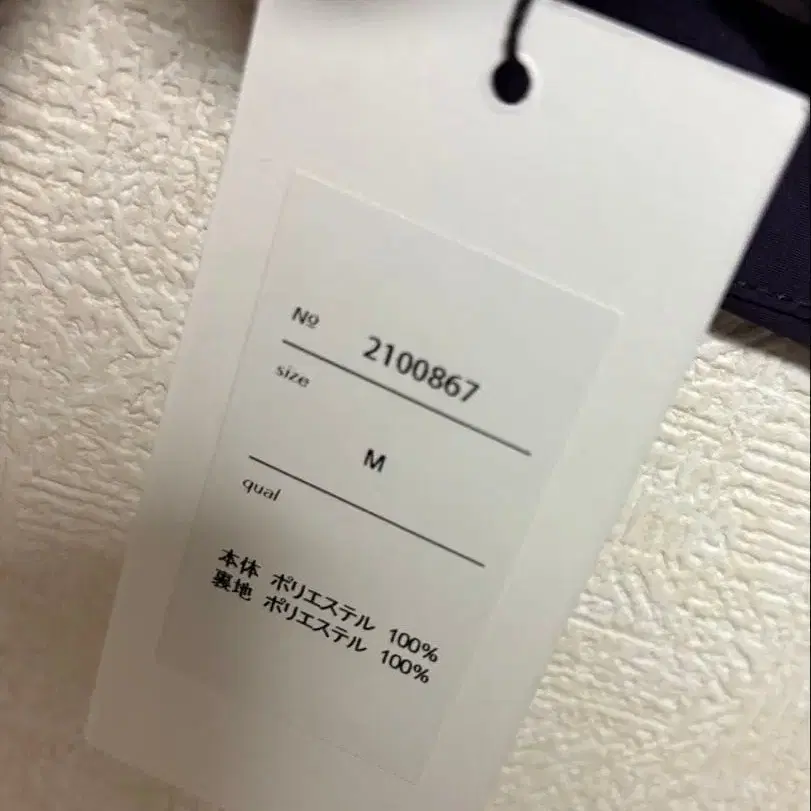 № 2100867
size
M
qual
本体 ポリエステル 100%
裏地 ポリエステル 100%